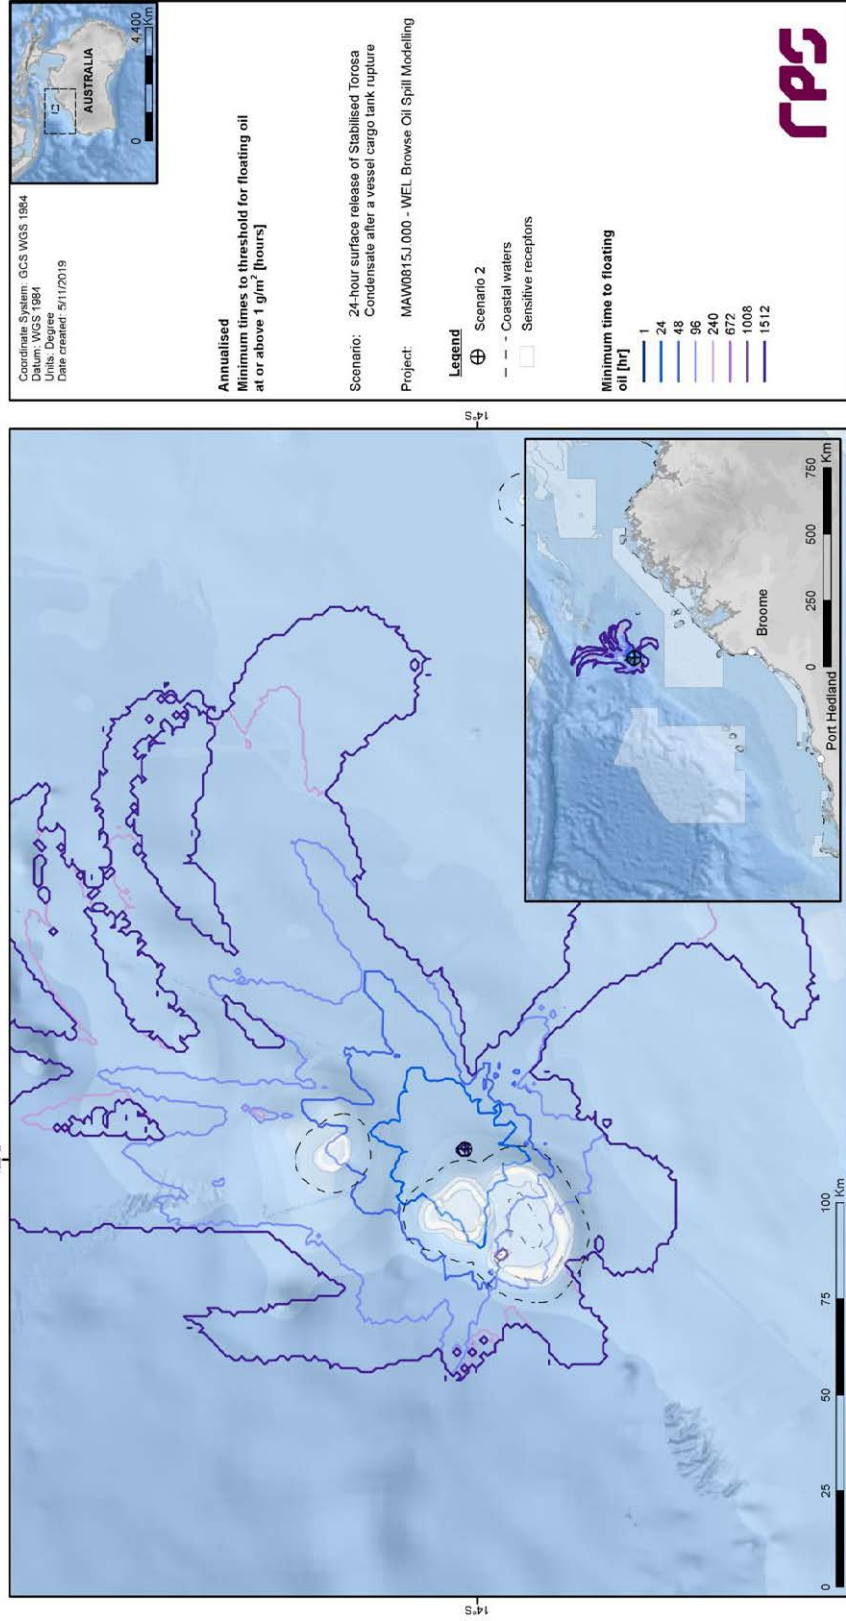 Coordinate System: GCS WGS 1984
Datum: WGS 1984
Units: Degree
Date created: 5/11/2019
AUSTRALIA
0
4,400
Km
Annualised
Minimum times to threshold for floating oil
at or above 1 g/m² [hours]
Scenario: 24-hour surface release of Stabilised Torosa
Condensate after a vessel cargo tank rupture
Project: MAW0815J.000 - WEL Browse Oil Spill Modelling
Legend
Scenario 2
Coastal waters
Sensitive receptors
Minimum time to floating
oil [hr]
1
24
48
96
240
672
1008
1512
rps
14°S
14°S
0
25
50
75
100
Km
0
250
500
750
Km
Broome
Port Hedland